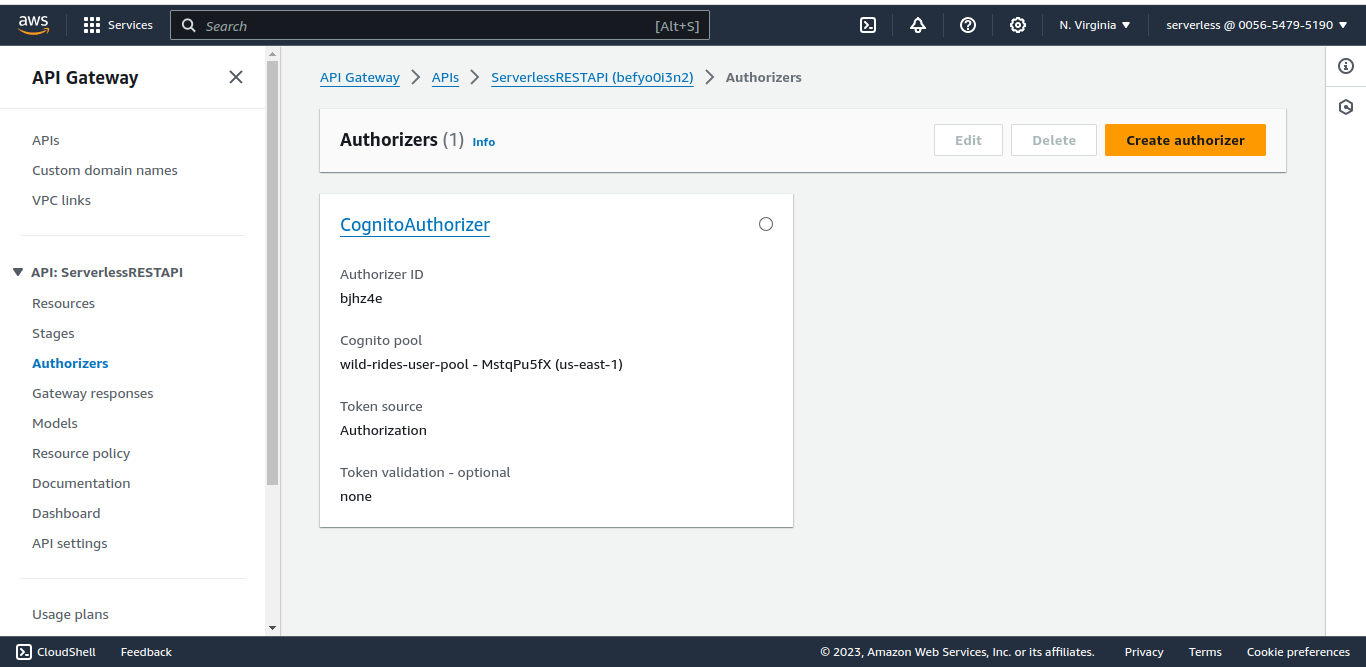 aws
Services
Search
[Alt+S]
N. Virginia
serverless @ 0056-5479-5190
API Gateway
APIs
Custom domain names
VPC links
API: ServerlessRESTAPI
Resources
Stages
Authorizers
Gateway responses
Models
Resource policy
Documentation
Dashboard
API settings
Usage plans
API Gateway > APIs > ServerlessRESTAPI (befyo0i3n2) > Authorizers
Authorizers (1) Info
Edit
Delete
Create authorizer
CognitoAuthorizer
Authorizer ID
bjhz4e
Cognito pool
wild-rides-user-pool - MstqPu5fX (us-east-1)
Token source
Authorization
Token validation - optional
none
CloudShell
Feedback
© 2023, Amazon Web Services, Inc. or its affiliates.
Privacy
Terms
Cookie preferences